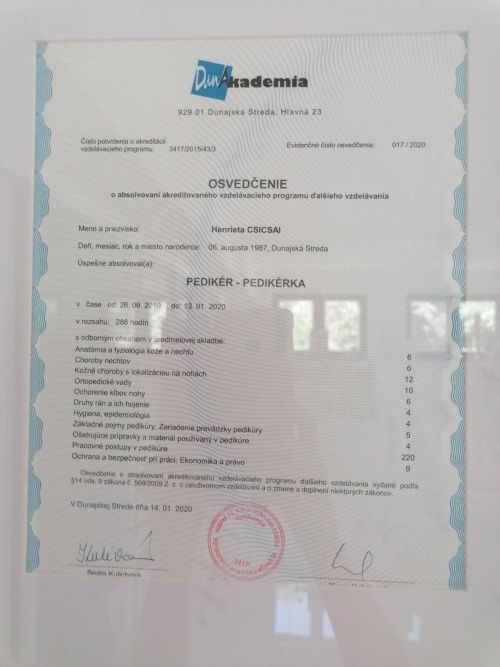 DunAkademia
929 01 Dunajská Streda, Hlavná 23
Číslo potvrdenia o akreditácií
vzdelávacieho programu: 3417/2015/43/3
Evidenčné číslo osvedčenia: 017 / 2020
OSVEDČENIE
o absolvovaní akreditovaného vzdelávacieho programu ďalšieho vzdelávania
Meno a priezvisko: Henrieta CSICSAI
Deň, mesiac, rok a miesto narodenia: 06. augusta 1987, Dunajská Streda
Úspešne absolvoval(a):
PEDIKÉR - PEDIKÉRKA
v čase od: 26. 09. 2019 do: 13. 01. 2020
v rozsahu: 286 hodín
s odborným obsahom v predmetovej skladbe:
Anatómia a fyziológia kože a nechtu 6
Choroby nechtov 6
Kožné choroby s lokalizáciou na nohách 12
Ortopedické vady 10
Ochorenie kĺbov nohy 6
Druhy rán a ich hojenie 4
Hygiena, epidemiológia 4
Základné pojmy pedikúry; Zariadenie prevádzky pedikúry 5
Ošetrujúce prípravky a materiál používaný v pedikúre 4
Pracovné postupy v pedikúre 220
Ochrana a bezpečnosť pri práci; Ekonomika a právo 9
Osvedčenie o absolvovaní akreditovaného vzdelávacieho programu ďalšieho vzdelávania vydané podľa
§14 ods. 9 zákona č. 568/2009 Z. z. o celoživotnom vzdelávaní a o zmene a doplnení niektorých zákonov.
V Dunajskej Strede dňa 14. 01. 2020